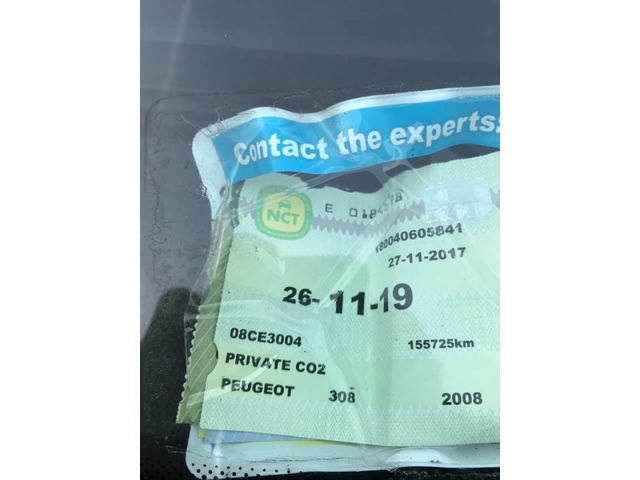 Contact the experts:
NCT
E
180040605841
27-11-2017
26- 11-19
08CE3004
155725km
PRIVATE CO2
PEUGEOT 308 2008